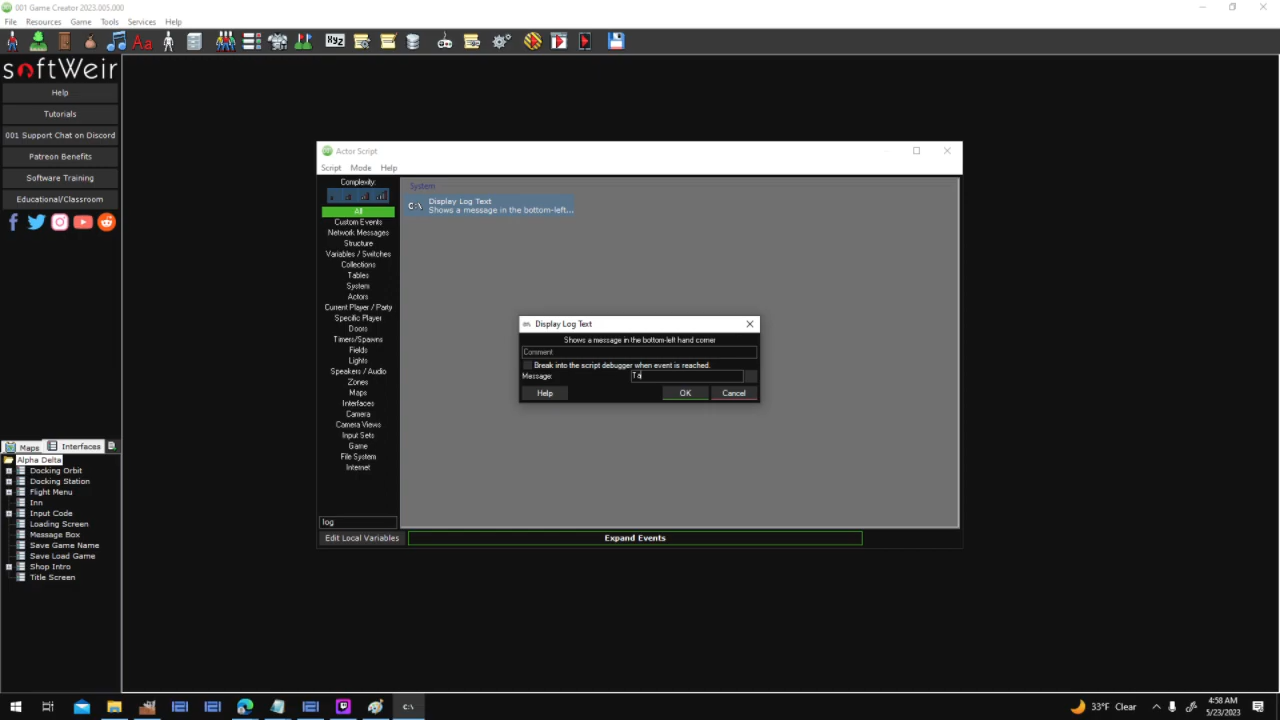 001 Game Creator 2023.005.000
File Resources Game Tools Services Help
Aa
XYZ
softWeir
Help
Tutorials
001 Support Chat on Discord
Patreon Benefits
Software Training
Educational/Classroom
Maps Interfaces
Alpha Delta
Docking Orbit
Docking Station
Flight Menu
Inn
Input Code
Loading Screen
Message Box
Save Game Name
Save Load Game
Shop Intro
Title Screen
Actor Script
Script Mode Help
Complexity:
All
Custom Events
Network Messages
Structure
Variables / Switches
Collections
Tables
System
Actors
Current Player / Party
Specific Player
Doors
Timers/Spawns
Fields
Lights
Speakers / Audio
Zones
Maps
Interfaces
Camera
Camera Views
Input Sets
Game
File System
Internet
log
Edit Local Variables
Expand Events
System
C:\ Display Log Text
Shows a message in the bottom-left...
Display Log Text
Shows a message in the bottom-left hand corner
Comment
Break into the script debugger when event is reached.
Message: Ta
Help OK Cancel
C:\
33°F Clear
4:58 AM
5/23/2023